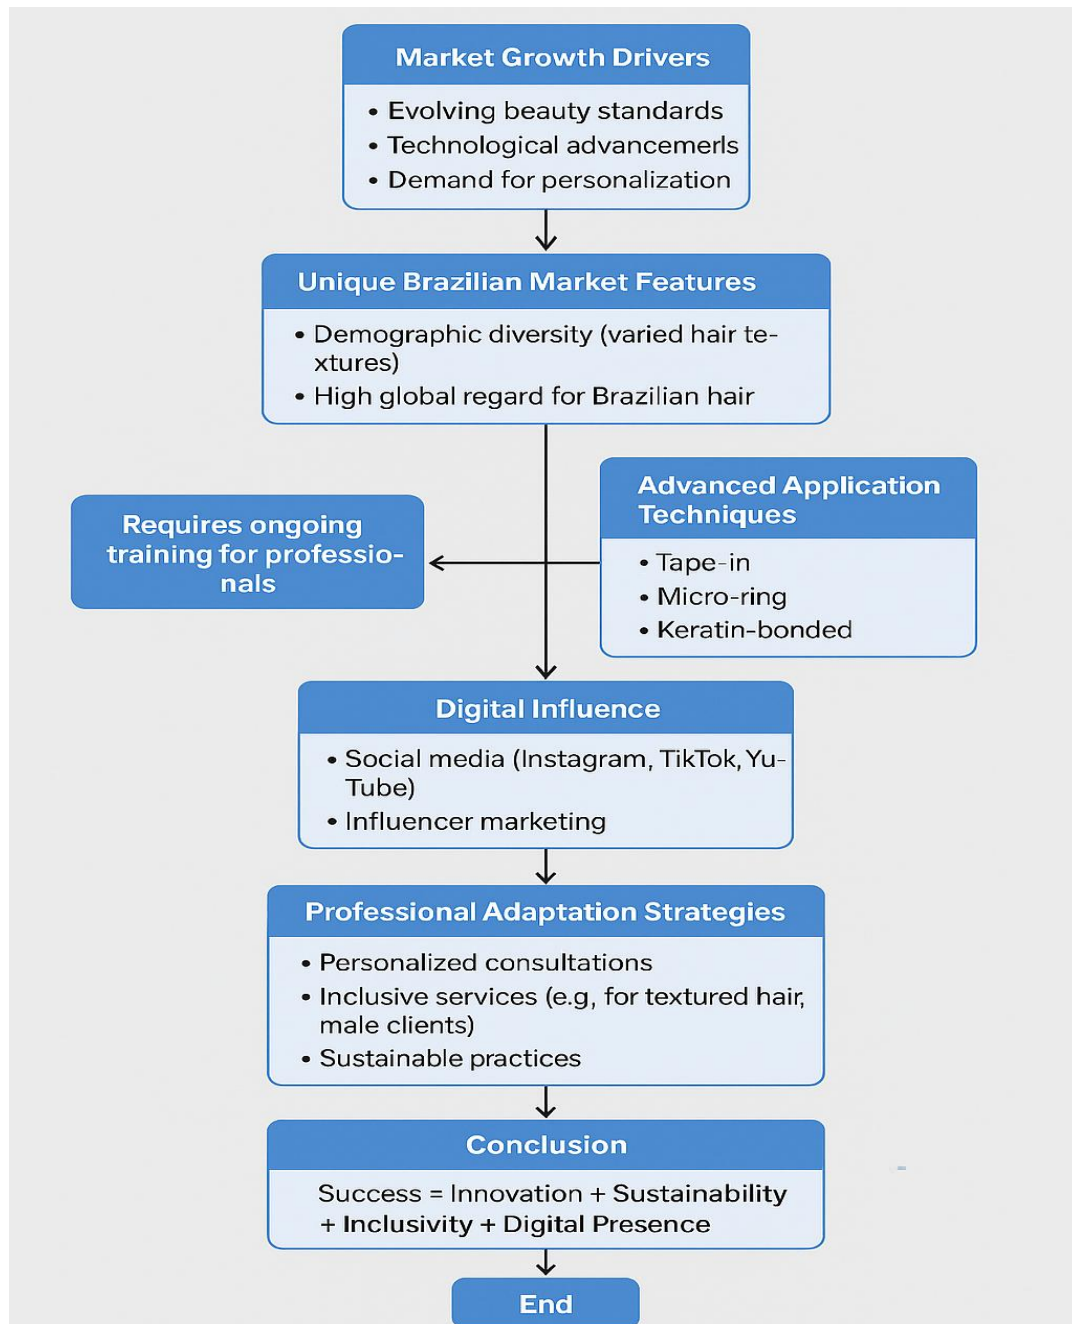 Market Growth Drivers
• Evolving beauty standards
• Technological advancemerls
• Demand for personalization
Unique Brazilian Market Features
• Demographic diversity (varied hair te-
xtures)
• High global regard for Brazilian hair
Advanced Application
Techniques
• Tape-in
• Micro-ring
• Keratin-bonded
Requires ongoing
training for professio-
nals
Digital Influence
• Social media (Instagram, TikTok, Yu-
Tube)
• Influencer marketing
Professional Adaptation Strategies
• Personalized consultations
• Inclusive services (e.g, for textured hair,
male clients)
• Sustainable practices
Conclusion
Success = Innovation + Sustainability
+ Inclusivity + Digital Presence
End